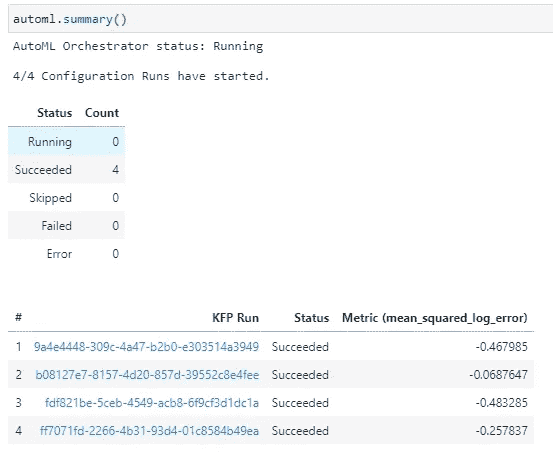 automl.summary()
AutoML Orchestrator status: Running
4/4 Configuration Runs have started.
Status Count
Running 0
Succeeded 4
Skipped 0
Failed 0
Error 0
# KFP Run Status Metric (mean_squared_log_error)
1 9a4e4448-309c-4a47-b2b0-e303514a3949 Succeeded -0.467985
2 b08127e7-8157-4d20-857d-39552c8e4fee Succeeded -0.0687647
3 fdf821be-5ceb-4549-acb8-6f9cf3d1dc1a Succeeded -0.483285
4 ff7071fd-2266-4b31-93d4-01c8584b49ea Succeeded -0.257837